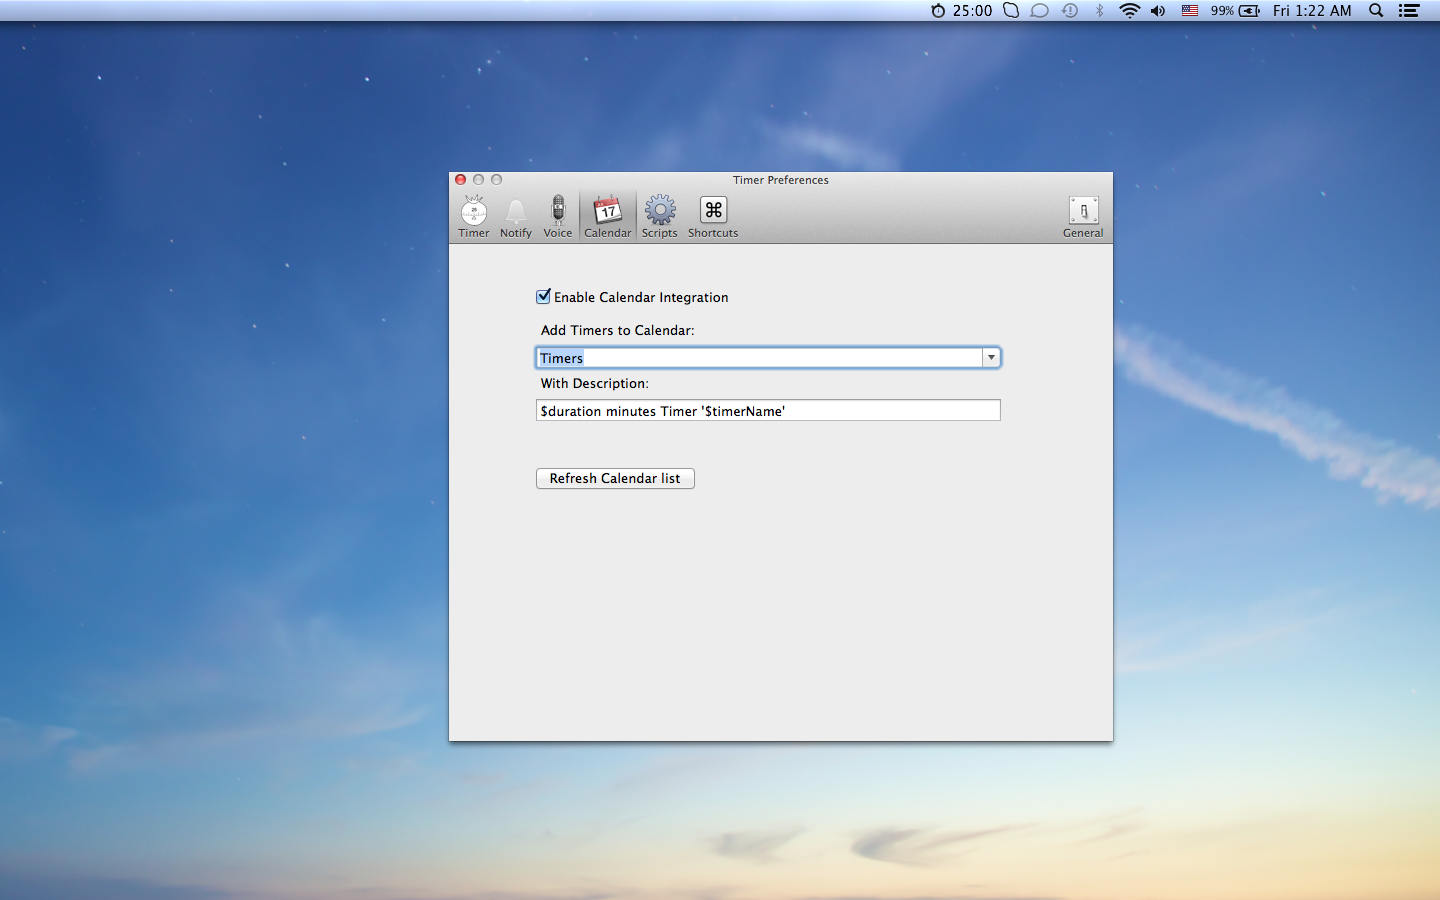 25:00 99% Fri 1:22 AM
Timer Preferences
Timer Notify Voice Calendar Scripts Shortcuts General
17
Enable Calendar Integration
Add Timers to Calendar:
Timers
With Description:
$duration minutes Timer '$timerName'
Refresh Calendar list